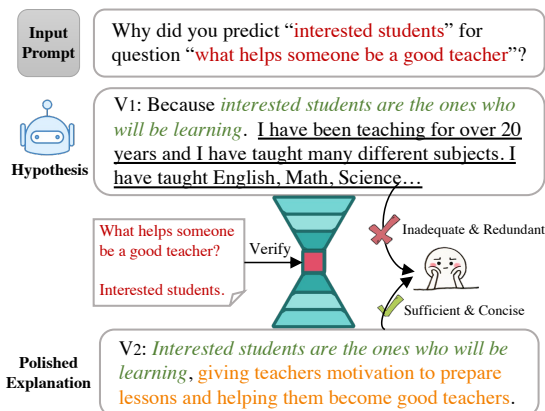 Input
Prompt
Why did you predict “interested students” for
question “what helps someone be a good teacher”?
Hypothesis
V1: Because interested students are the ones who
will be learning. I have been teaching for over 20
years and I have taught many different subjects. I
have taught English, Math, Science…
What helps someone
be a good teacher?
Interested students.
Verify
Inadequate & Redundant
Sufficient & Concise
Polished
Explanation
V2: Interested students are the ones who will be
learning, giving teachers motivation to prepare
lessons and helping them become good teachers.